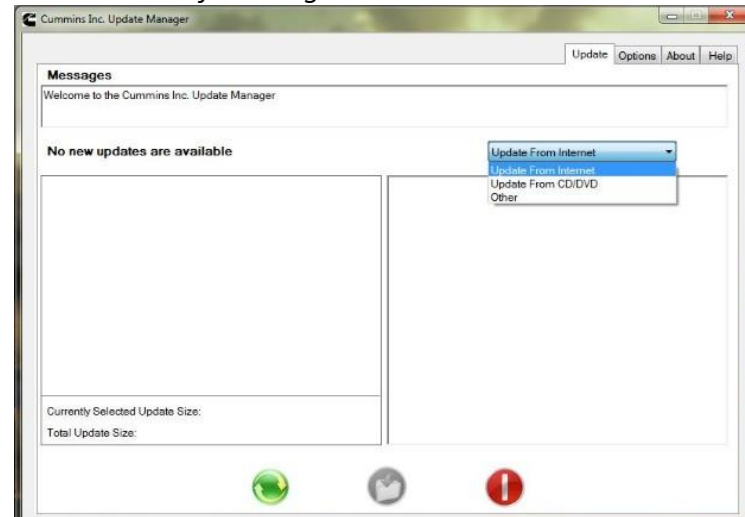 Cummins Inc. Update Manager
Update Options About Help
Messages
Welcome to the Cummins Inc. Update Manager
No new updates are available
Update From Internet
Update From Internet
Update From CD/DVD
Other
Currently Selected Update Size:
Total Update Size: